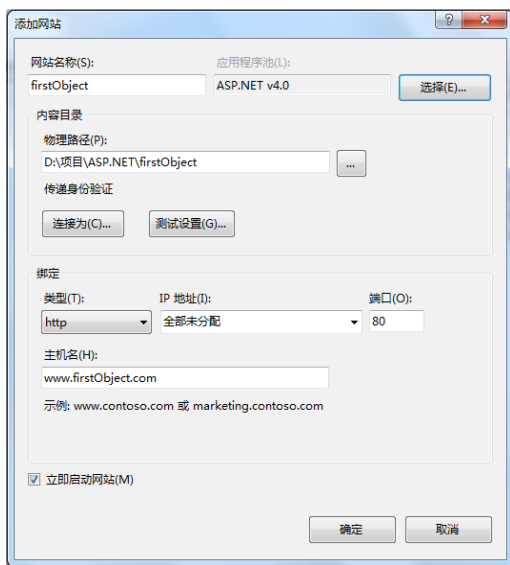 添加网站
网站名称(S):
应用程序池(L):
firstObject
ASP.NET v4.0
选择(E)...
内容目录
物理路径(P):
D:\项目\ASP.NET\firstObject
...
传递身份验证
连接为(C)...
测试设置(G)...
绑定
类型(T):
IP 地址(I):
端口(O):
http
全部未分配
80
主机名(H):
www.firstObject.com
示例: www.contoso.com 或 marketing.contoso.com
立即启动网站(M)
确定
取消